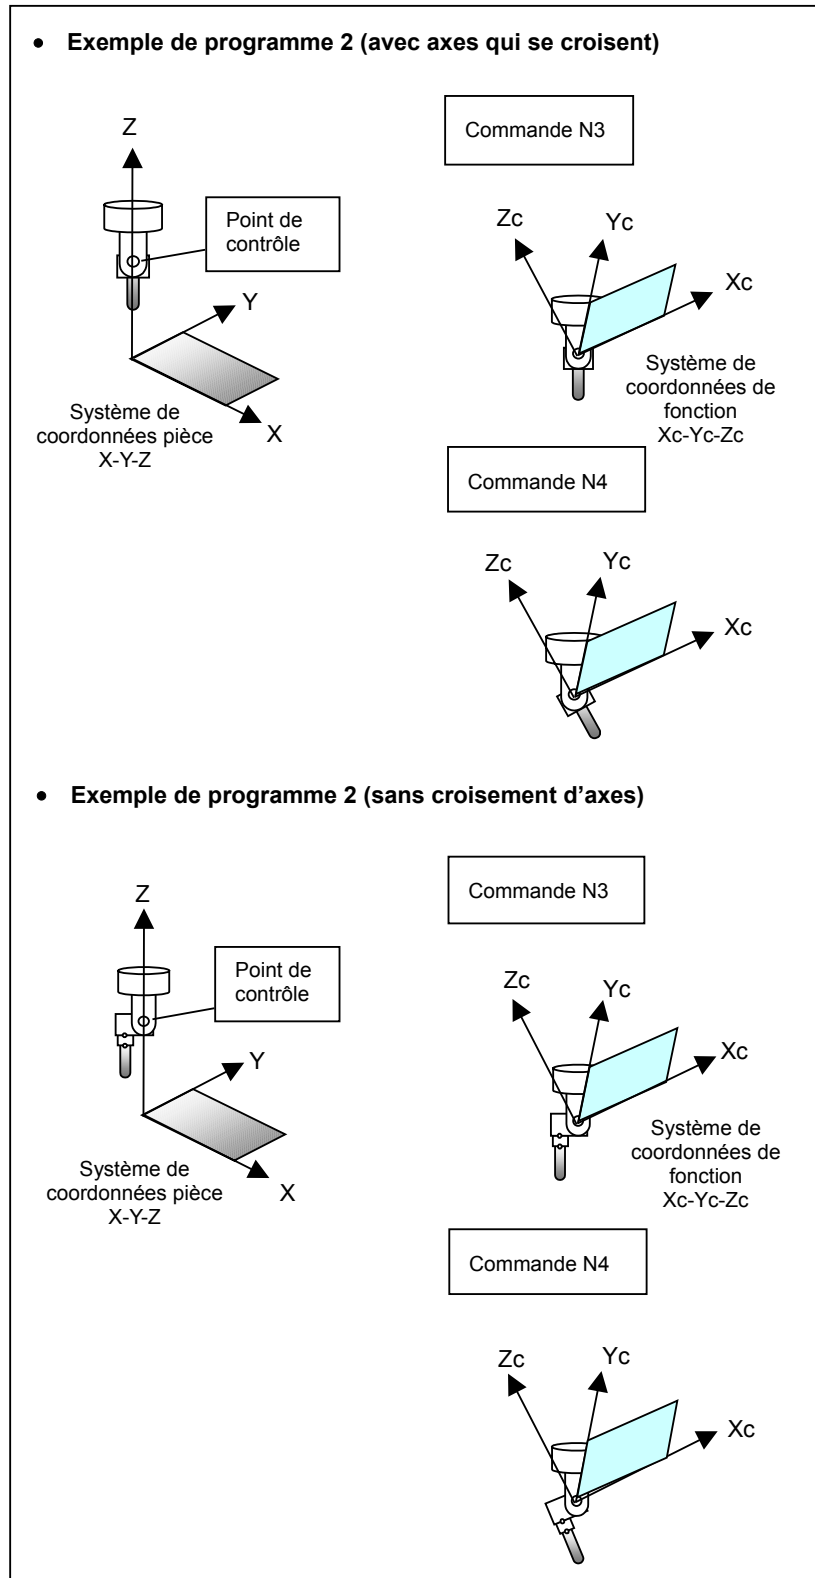 • Exemple de programme 2 (avec axes qui se croisent)
Z
Point de
contrôle
Y
X
Système de
coordonnées pièce
X-Y-Z
Commande N3
Zc
Yc
Xc
Système de
coordonnées de
fonction
Xc-Yc-Zc
Commande N4
Zc
Yc
Xc
• Exemple de programme 2 (sans croisement d'axes)
Z
Point de
contrôle
Y
X
Système de
coordonnées pièce
X-Y-Z
Commande N3
Zc
Yc
Xc
Système de
coordonnées de
fonction
Xc-Yc-Zc
Commande N4
Zc
Yc
Xc